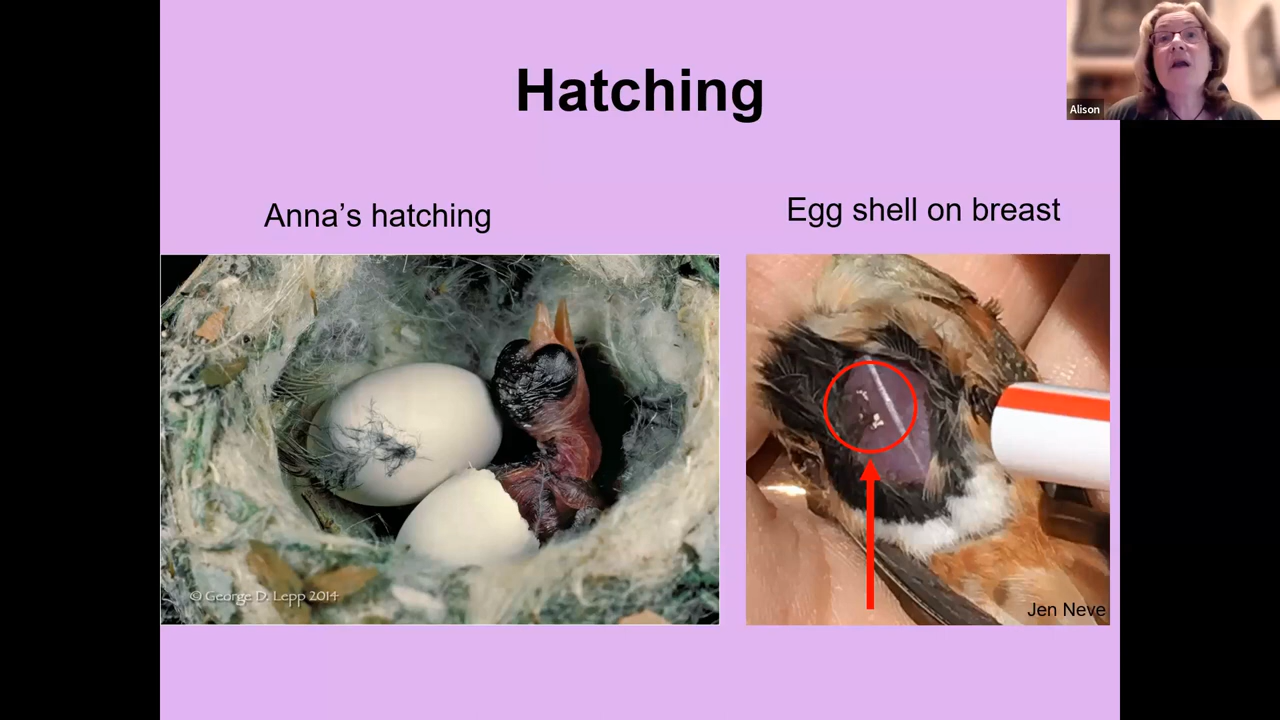 Hatching
Alison
Anna’s hatching
Egg shell on breast
© George D. Lepp 2014
Jen Neve